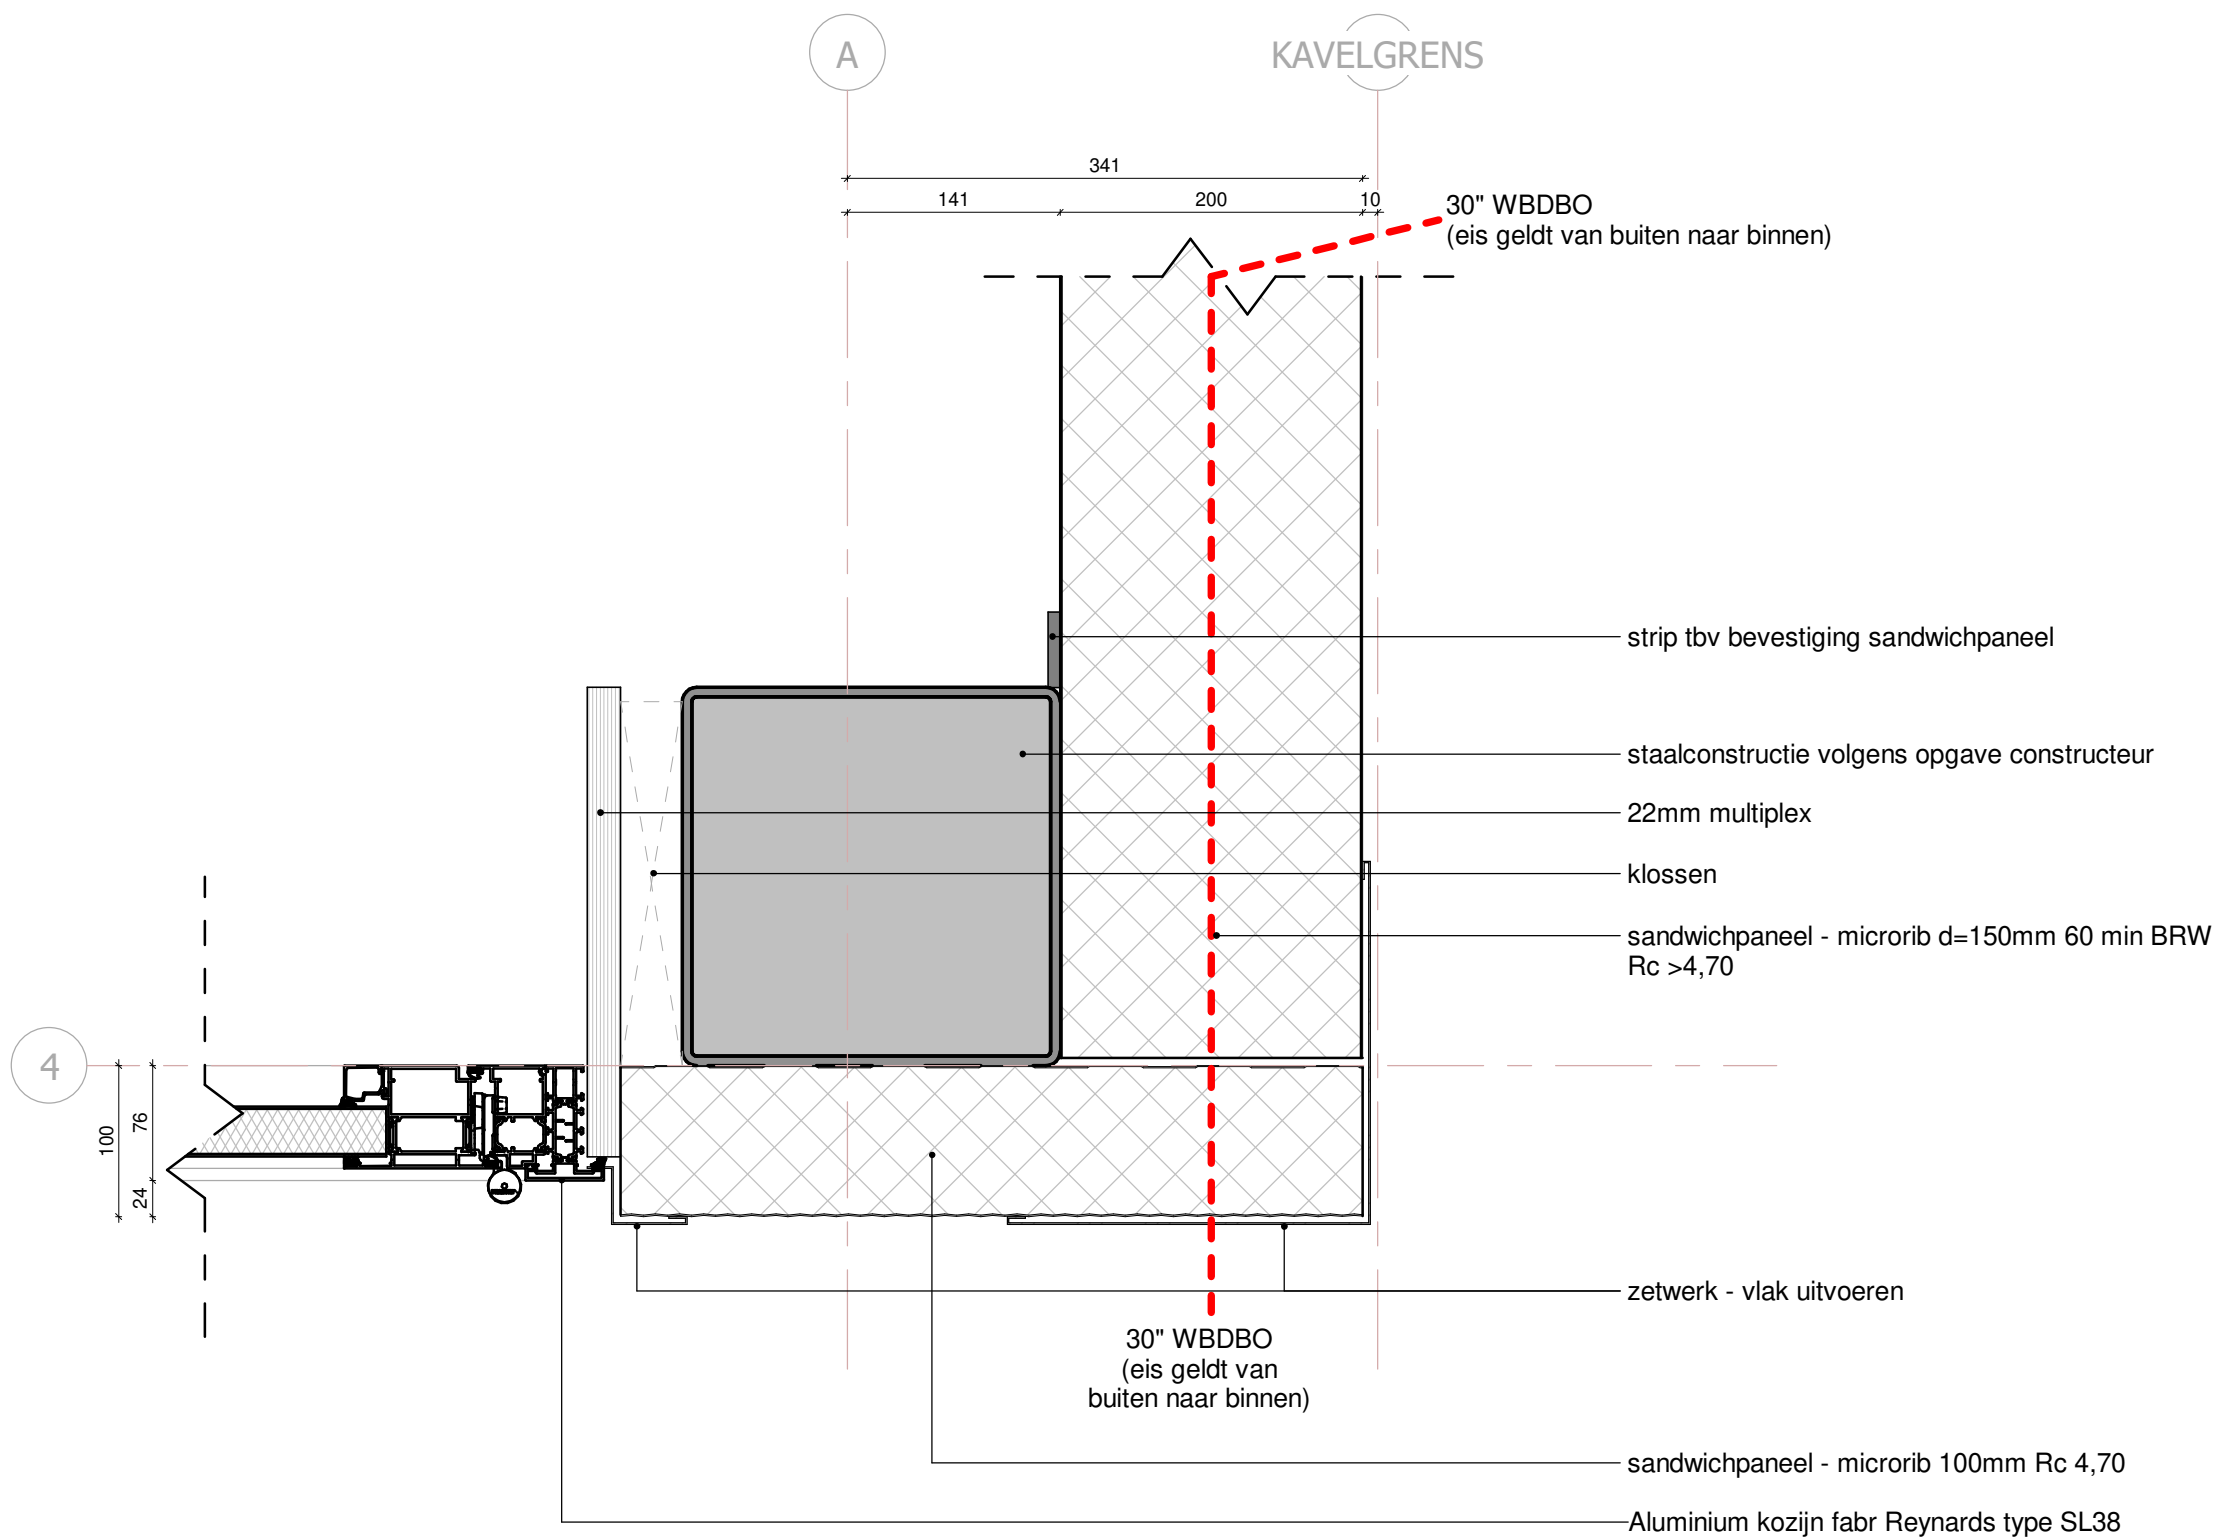 A
KAVELGRENS
341
141
200
10
30" WBDBO
(eis geldt van buiten naar binnen)
strip tbv bevestiging sandwichpaneel
staalconstructie volgens opgave constructeur
22mm multiplex
klossen
sandwichpaneel - microrib d=150mm 60 min BRW
Rc >4,70
4
100
76
24
zetwerk - vlak uitvoeren
30" WBDBO
(eis geldt van
buiten naar binnen)
sandwichpaneel - microrib 100mm Rc 4,70
Aluminium kozijn fabr Reynards type SL38